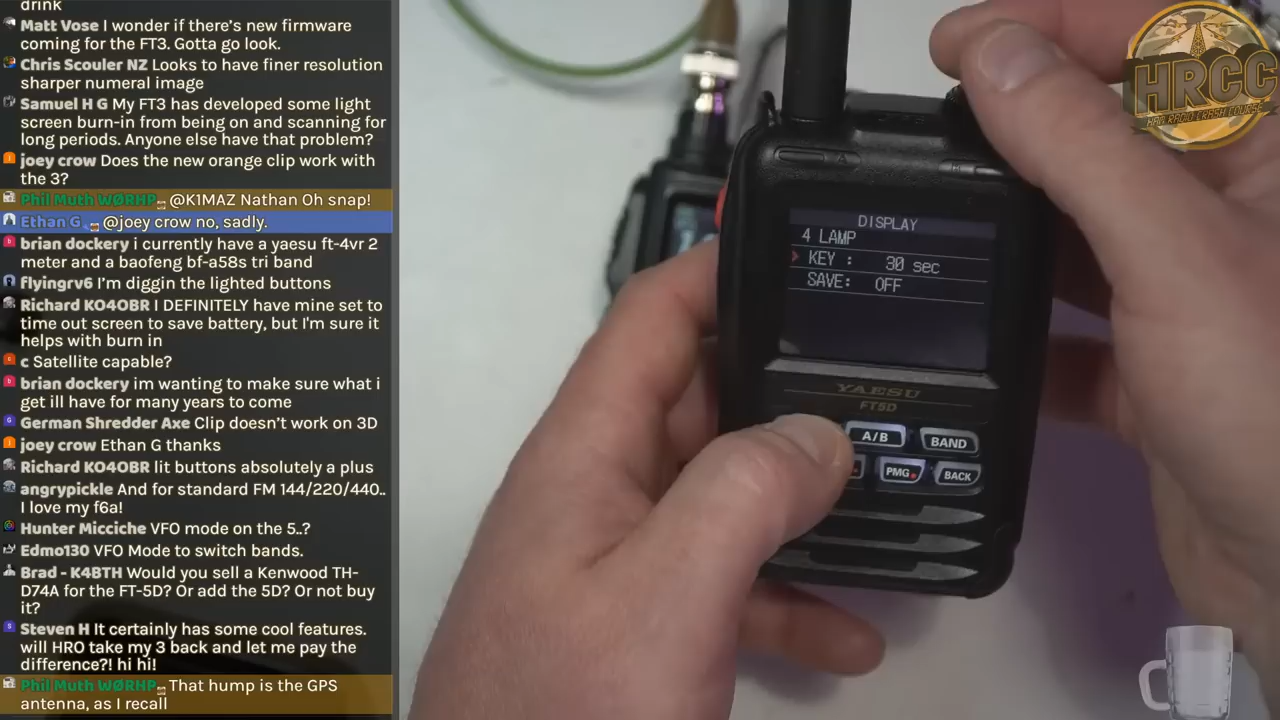 drink
Matt Vose I wonder if there's new firmware
coming for the FT3. Gotta go look.
Chris Scouler NZ Looks to have finer resolution
sharper numeral image
Samuel H G My FT3 has developed some light
screen burn-in from being on and scanning for
long periods. Anyone else have that problem?
joey crow Does the new orange clip work with
the 3?
Phil Muth WØRHP @K1MAZ Nathan Oh snap!
Ethan G @joey crow no, sadly.
brian dockery i currently have a yaesu ft-4vr 2
meter and a baofeng bf-a58s tri band
flyingrv6 I'm diggin the lighted buttons
Richard KO4OBR I DEFINITELY have mine set to
time out screen to save battery, but I'm sure it
helps with burn in
c Satellite capable?
brian dockery im wanting to make sure what i
get ill have for many years to come
German Shredder Axe Clip doesn't work on 3D
joey crow Ethan G thanks
Richard KO4OBR lit buttons absolutely a plus
angrypickle And for standard FM 144/220/440..
I love my f6a!
Hunter Micciche VFO mode on the 5..?
Edmo130 VFO Mode to switch bands.
Brad - K4BTH Would you sell a Kenwood TH-
D74A for the FT-5D? Or add the 5D? Or not buy
it?
Steven H It certainly has some cool features.
will HRO take my 3 back and let me pay the
difference?! hi hi!
Phil Muth WØRHP That hump is the GPS
antenna, as I recall
HRCC
HAM RADIO CRASH COURSE
A
DISPLAY
4 LAMP
KEY : 30 sec
SAVE: OFF
YAESU
FT5D
A/B
BAND
PMG
BACK